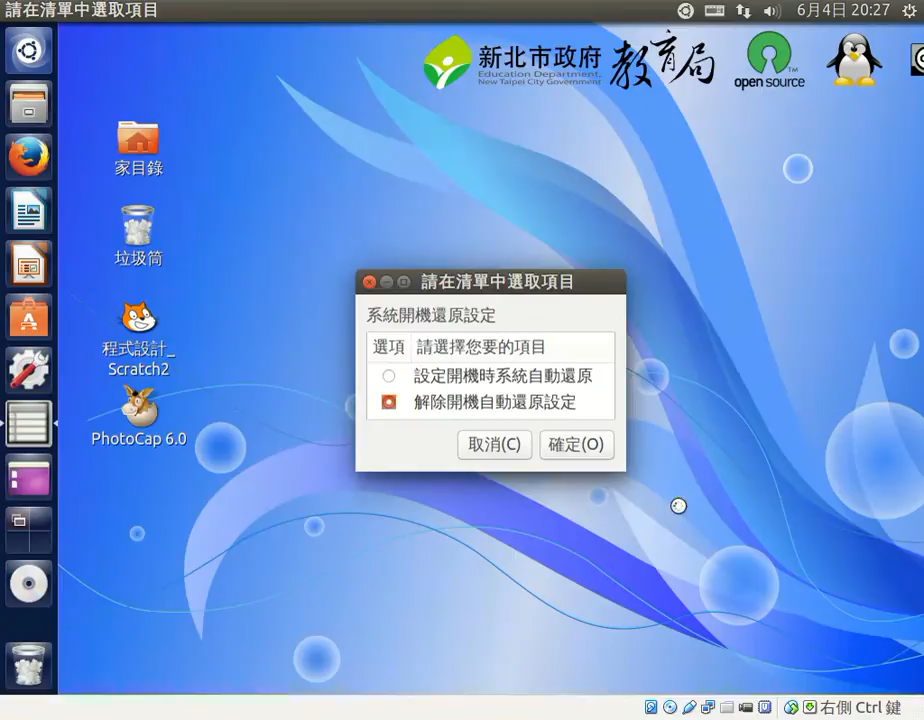 請在清單中選取項目
6月4日 20:27
新北市政府
Education Department,
New Taipei City Government
教育局
open source
TM
家目錄
垃圾筒
程式設計_
Scratch2
PhotoCap 6.0
請在清單中選取項目
系統開機還原設定
選項 請選擇您要的項目
設定開機時系統自動還原
解除開機自動還原設定
取消(C) 確定(O)
右側 Ctrl 鍵